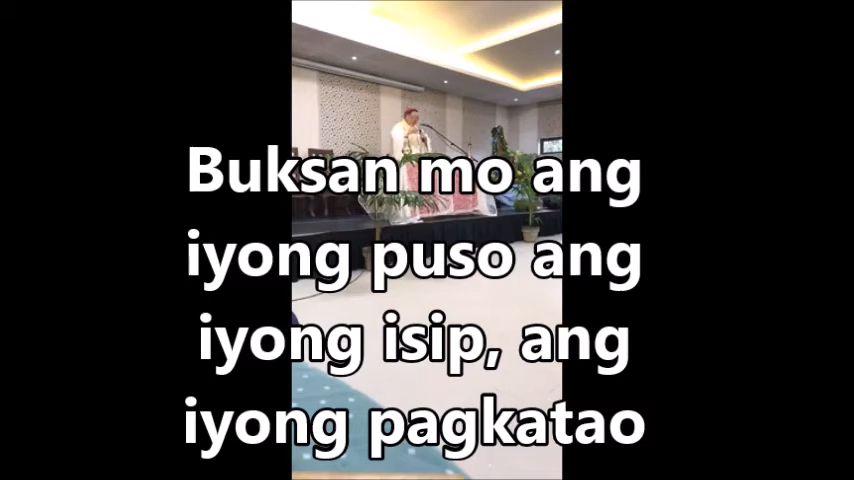 Buksan mo ang
iyong puso ang
iyong isip, ang
iyong pagkatao